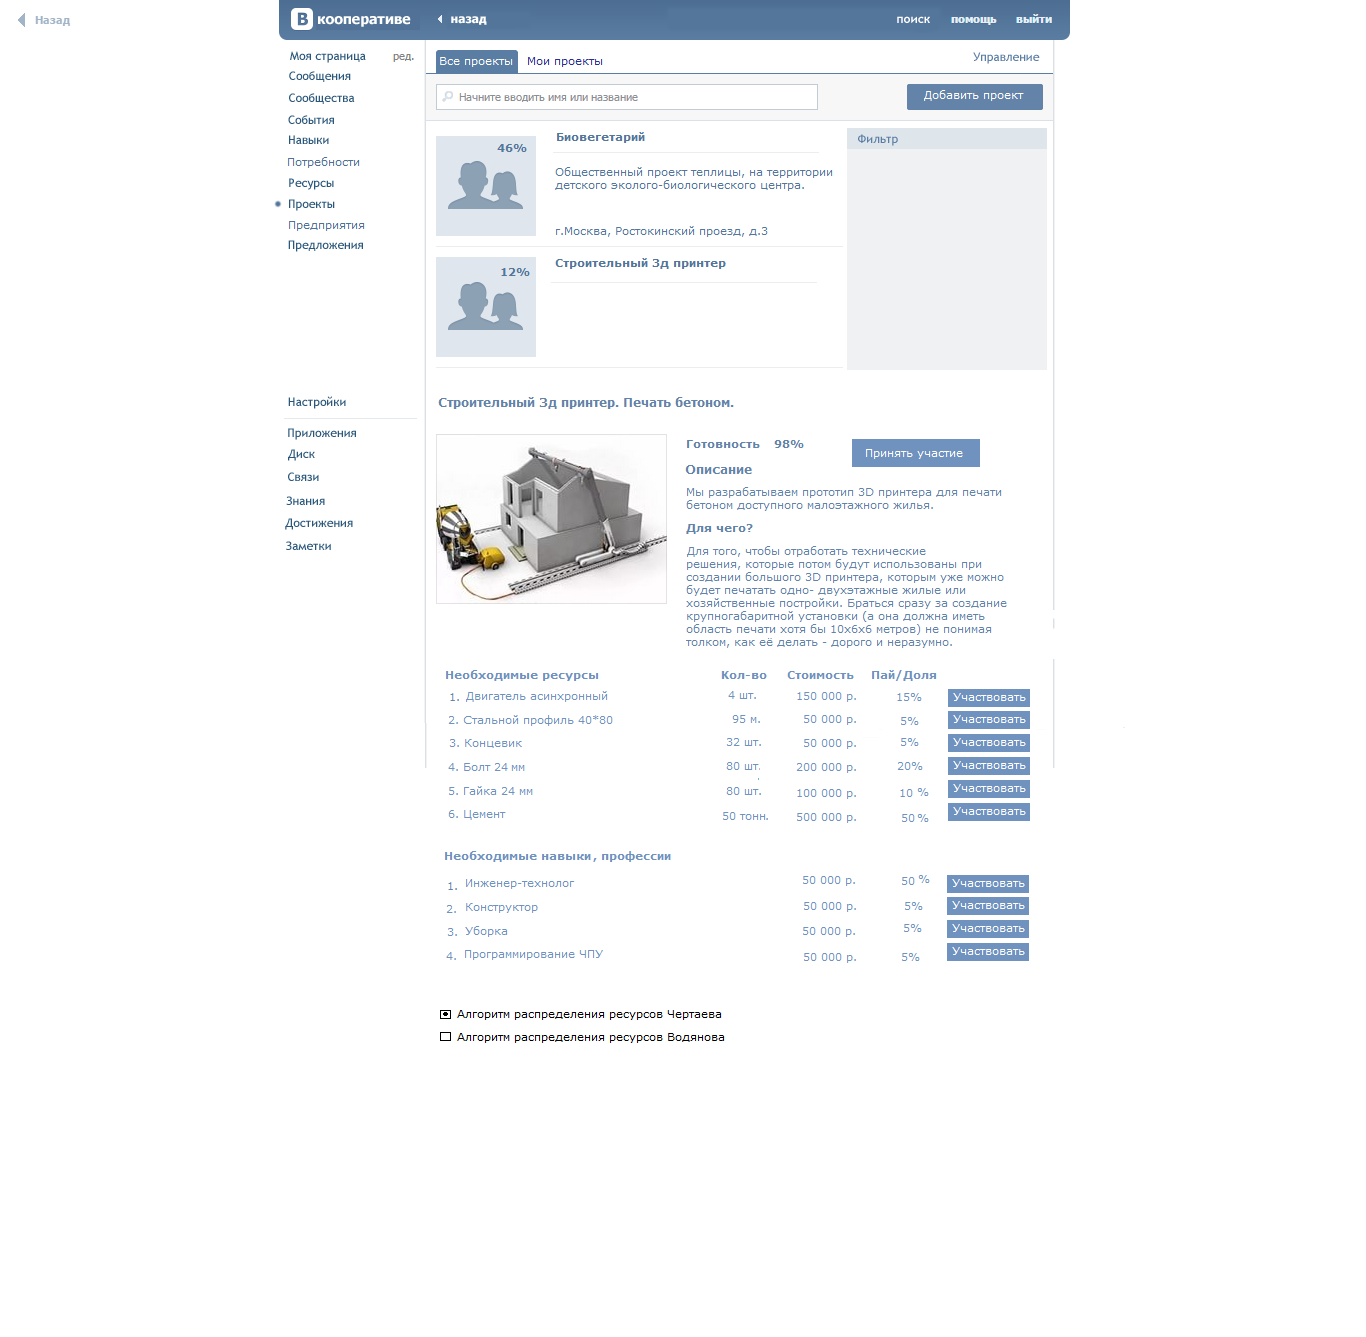 Назад
В кооперативе назад поиск помощь выйти
Моя страница ред.
Сообщения
Сообщества
События
Навыки
Потребности
Ресурсы
Проекты
Предприятия
Предложения
Настройки
Приложения
Диск
Связи
Знания
Достижения
Заметки
Все проекты Мои проекты Управление
Начните вводить имя или название Добавить проект
Фильтр
46% Биовегетарий
Общественный проект теплицы, на территории
детского эколого-биологического центра.
г.Москва, Ростокинский проезд, д.3
12% Строительный 3д принтер
Строительный 3д принтер. Печать бетоном.
Готовность 98% Принять участие
Описание
Мы разрабатываем прототип 3D принтера для печати
бетоном доступного малоэтажного жилья.
Для чего?
Для того, чтобы отработать технические
решения, которые потом будут использованы при
создании большого 3D принтера, которым уже можно
будет печатать одно- двухэтажные жилые или
хозяйственные постройки. Браться сразу за создание
крупногабаритной установки (а она должна иметь
область печати хотя бы 10х6х6 метров) не понимая
толком, как её делать - дорого и неразумно.
Необходимые ресурсы Кол-во Стоимость Пай/Доля
1. Двигатель асинхронный 4 шт. 150 000 р. 15% Участвовать
2. Стальной профиль 40*80 95 м. 50 000 р. 5% Участвовать
3. Концевик 32 шт. 50 000 р. 5% Участвовать
4. Болт 24 мм 80 шт. 200 000 р. 20% Участвовать
5. Гайка 24 мм 80 шт. 100 000 р. 10 % Участвовать
6. Цемент 50 тонн. 500 000 р. 50 % Участвовать
Необходимые навыки, профессии
1. Инженер-технолог 50 000 р. 50 % Участвовать
2. Конструктор 50 000 р. 5% Участвовать
3. Уборка 50 000 р. 5% Участвовать
4. Программирование ЧПУ 50 000 р. 5% Участвовать
Алгоритм распределения ресурсов Чертаева
Алгоритм распределения ресурсов Водянова